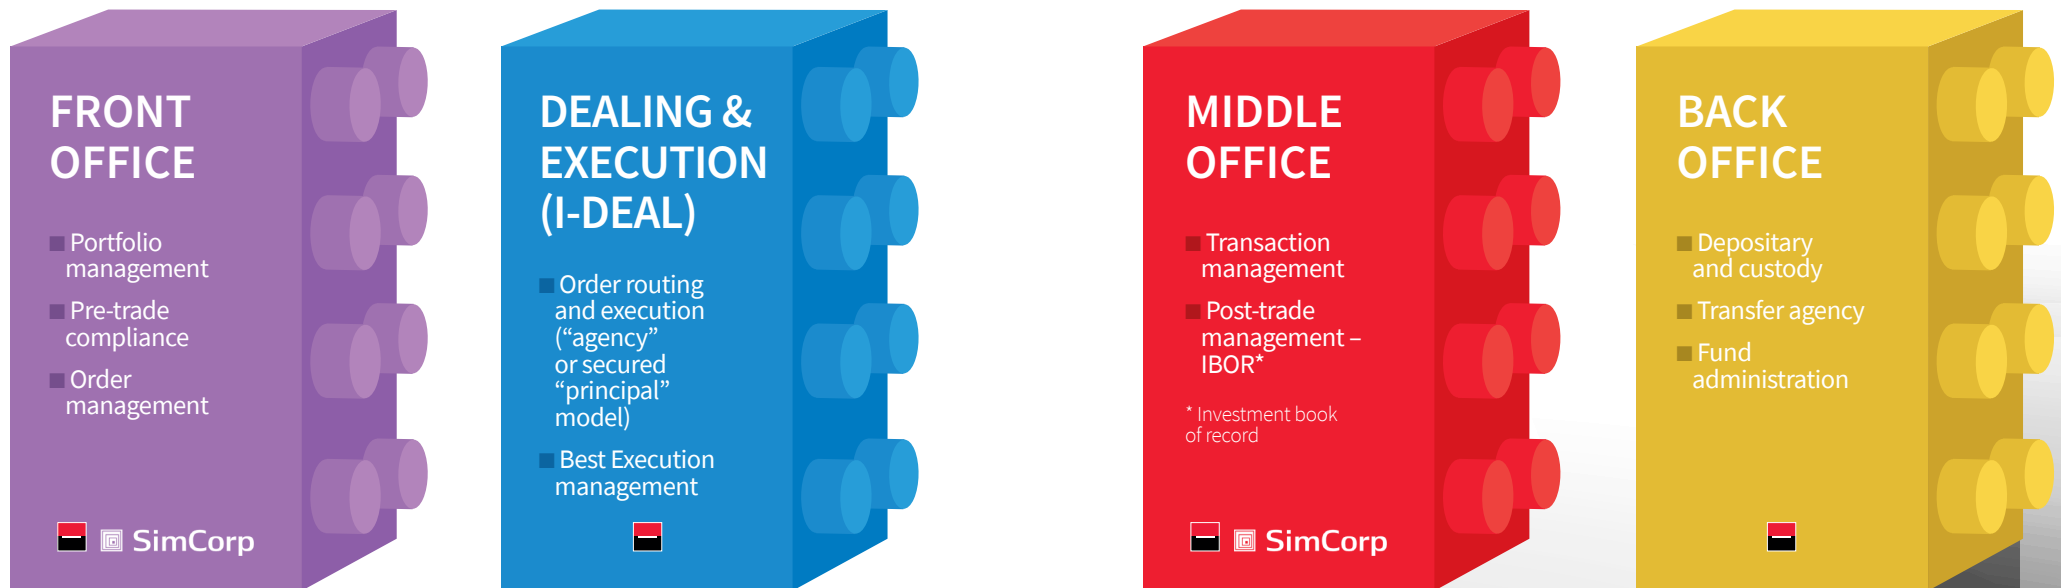 FRONT
OFFICE
■ Portfolio
management
■ Pre-trade
compliance
■ Order
management
SimCorp
DEALING &
EXECUTION
(I-DEAL)
■ Order routing
and execution
(“agency”
or secured
“principal”
model)
■ Best Execution
management
MIDDLE
OFFICE
■ Transaction
management
■ Post-trade
management –
IBOR*
* Investment book
of record
SimCorp
BACK
OFFICE
■ Depositary
and custody
■ Transfer agency
■ Fund
administration